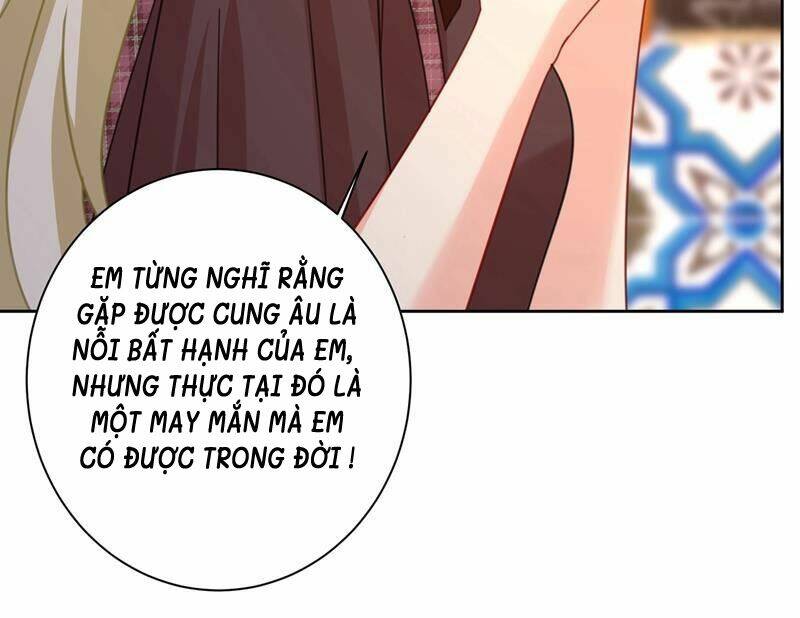 EM TỪNG NGHĨ RẰNG
GẶP ĐƯỢC CUNG ÂU LÀ
NỖI BẤT HẠNH CỦA EM,
NHƯNG THỰC TẠI ĐÓ LÀ
MỘT MAY MẮN MÀ EM
CÓ ĐƯỢC TRONG ĐỜI !